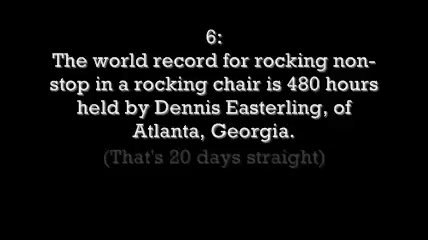 6:
The world record for rocking non-
stop in a rocking chair is 480 hours
held by Dennis Easterling, of
Atlanta, Georgia.
(That's 20 days straight)